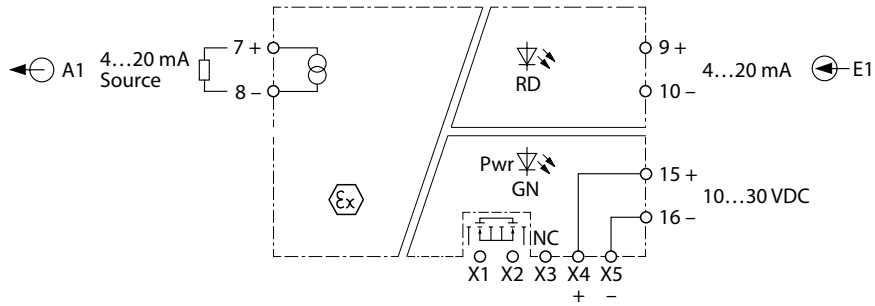 A1
4…20 mA
Source
7 +
8 –
RD
9 +
10 –
4…20 mA
E1
Pwr
GN
15 +
16 –
10…30 VDC
Ex
NC
X1 X2 X3 X4 X5
+ –